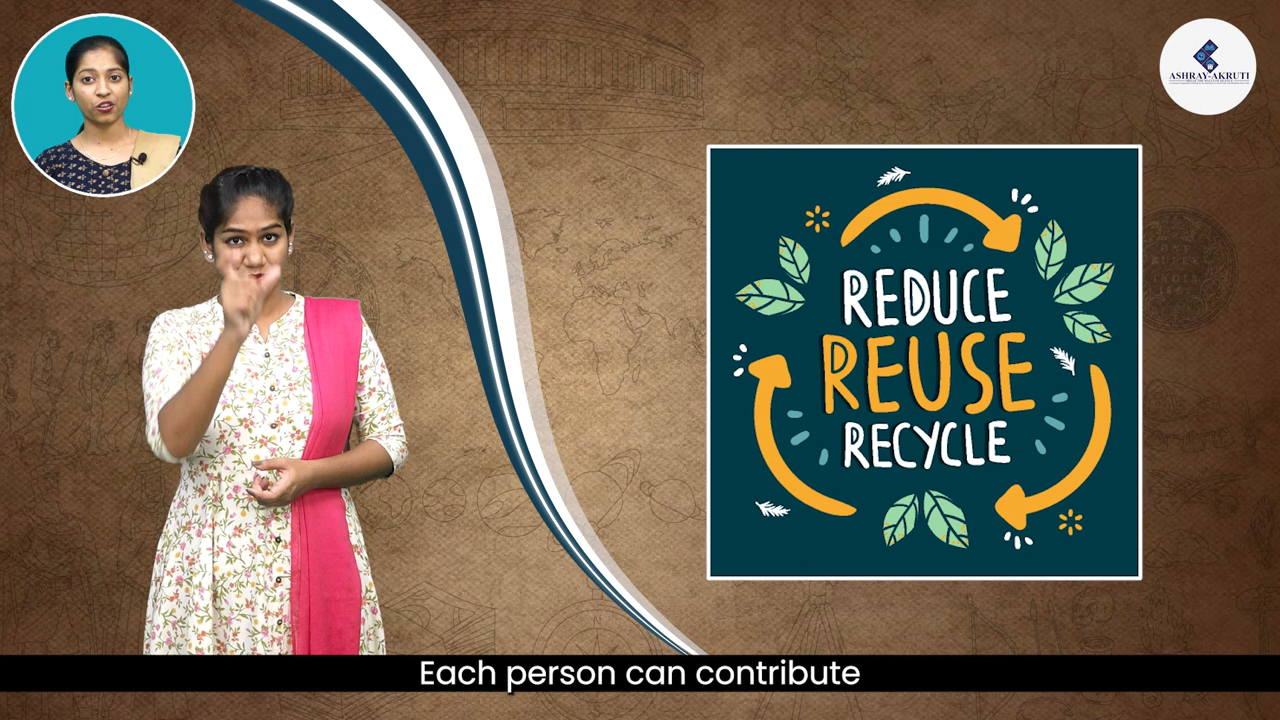 ASHRAY-AKRUTI
REDUCE
REUSE
RECYCLE
Each person can contribute